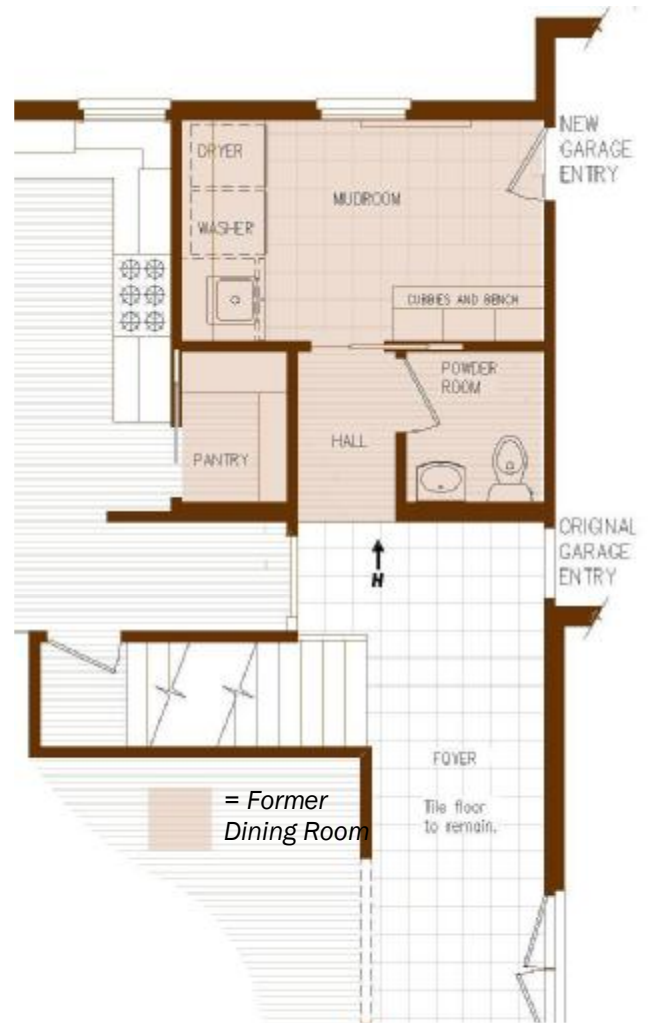 NEW
GARAGE
ENTRY
DRYER
MUDROOM
WASHER
CUBBIES AND BENCH
POWDER
ROOM
HALL
PANTRY
ORIGINAL
GARAGE
ENTRY
H
FOYER
= Former
Dining Room
Tile floor
to remain.